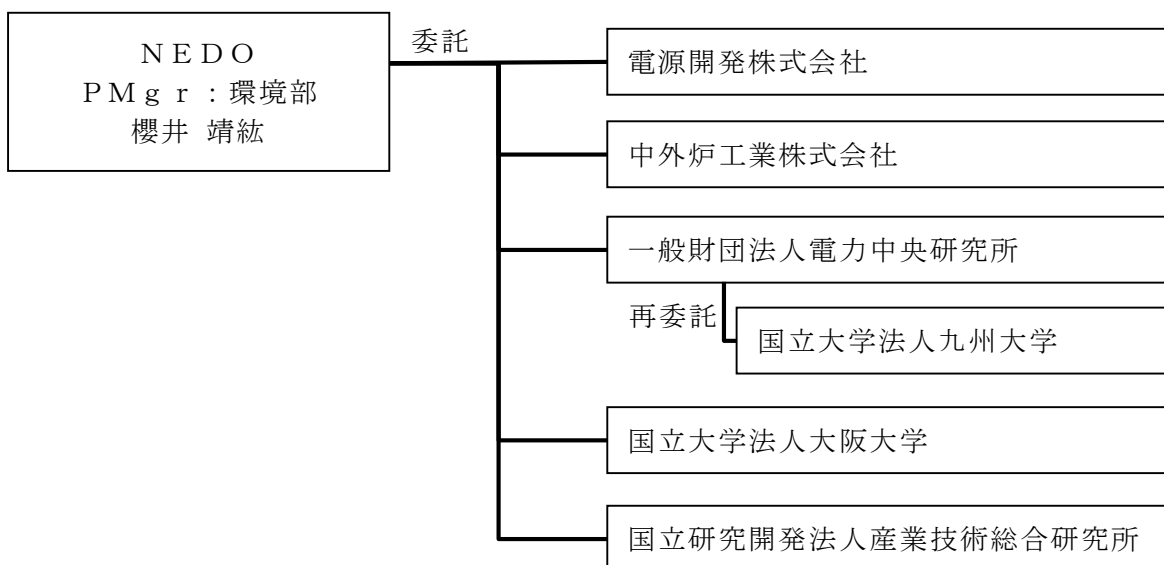 ＮＥＤＯ
ＰＭｇｒ：環境部
櫻井 靖紘
委託
電源開発株式会社
中外炉工業株式会社
一般財団法人電力中央研究所
再委託
国立大学法人九州大学
国立大学法人大阪大学
国立研究開発法人産業技術総合研究所